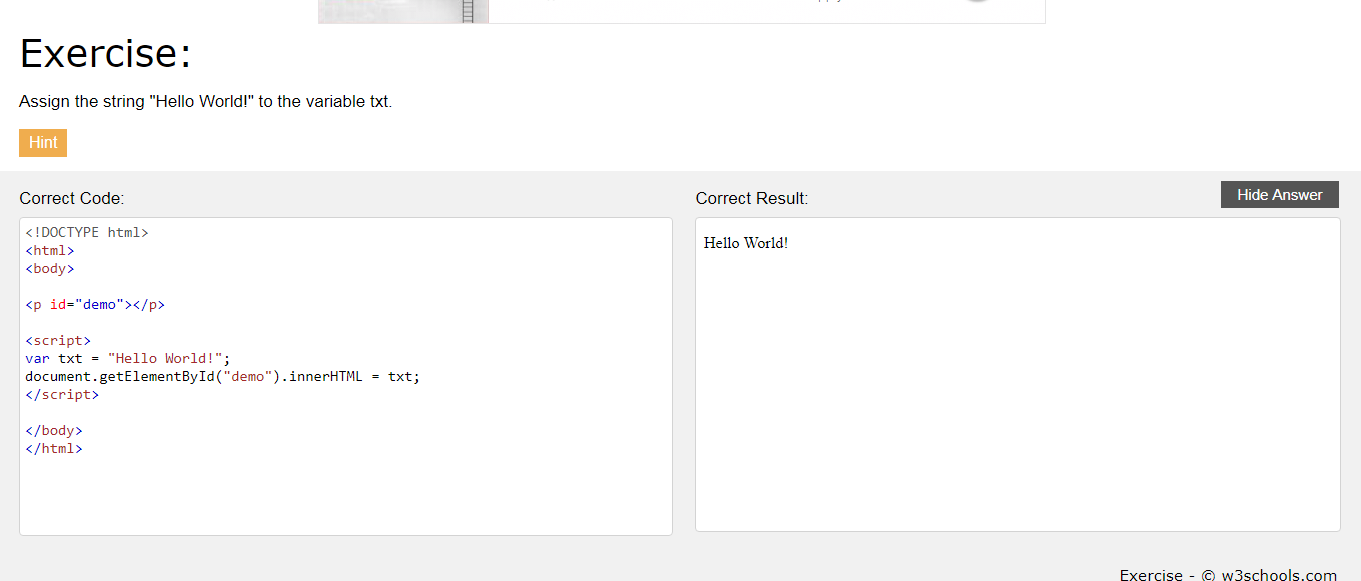 Exercise:
Assign the string "Hello World!" to the variable txt.
Hint
Correct Code:
Correct Result:
Hide Answer
<!DOCTYPE html>
<html>
<body>
<p id="demo"></p>
<script>
var txt = "Hello World!";
document.getElementById("demo").innerHTML = txt;
</script>
</body>
</html>
Hello World!
Exercise - © w3schools.com